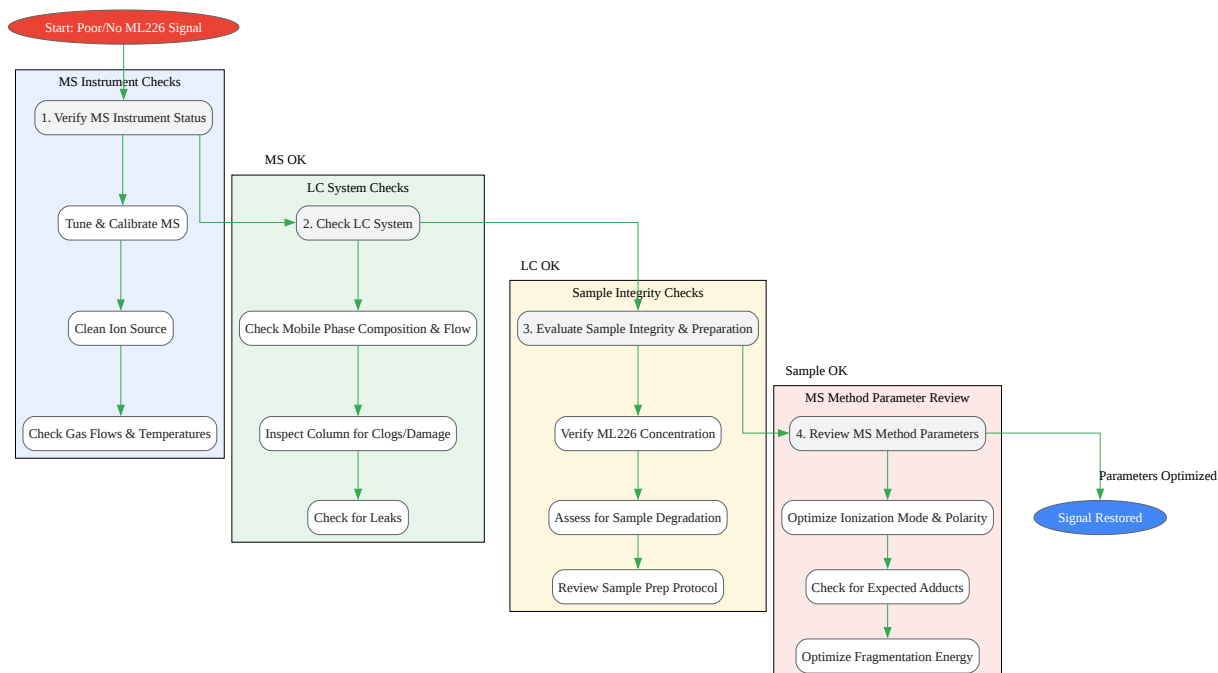 Start: Poor/No ML226 Signal
MS Instrument Checks
1. Verify MS Instrument Status
Tune & Calibrate MS
Clean Ion Source
Check Gas Flows & Temperatures
MS OK
LC System Checks
2. Check LC System
Check Mobile Phase Composition & Flow
Inspect Column for Clogs/Damage
Check for Leaks
LC OK
Sample Integrity Checks
3. Evaluate Sample Integrity & Preparation
Verify ML226 Concentration
Assess for Sample Degradation
Review Sample Prep Protocol
Sample OK
MS Method Parameter Review
4. Review MS Method Parameters
Optimize Ionization Mode & Polarity
Check for Expected Adducts
Optimize Fragmentation Energy
Parameters Optimized
Signal Restored